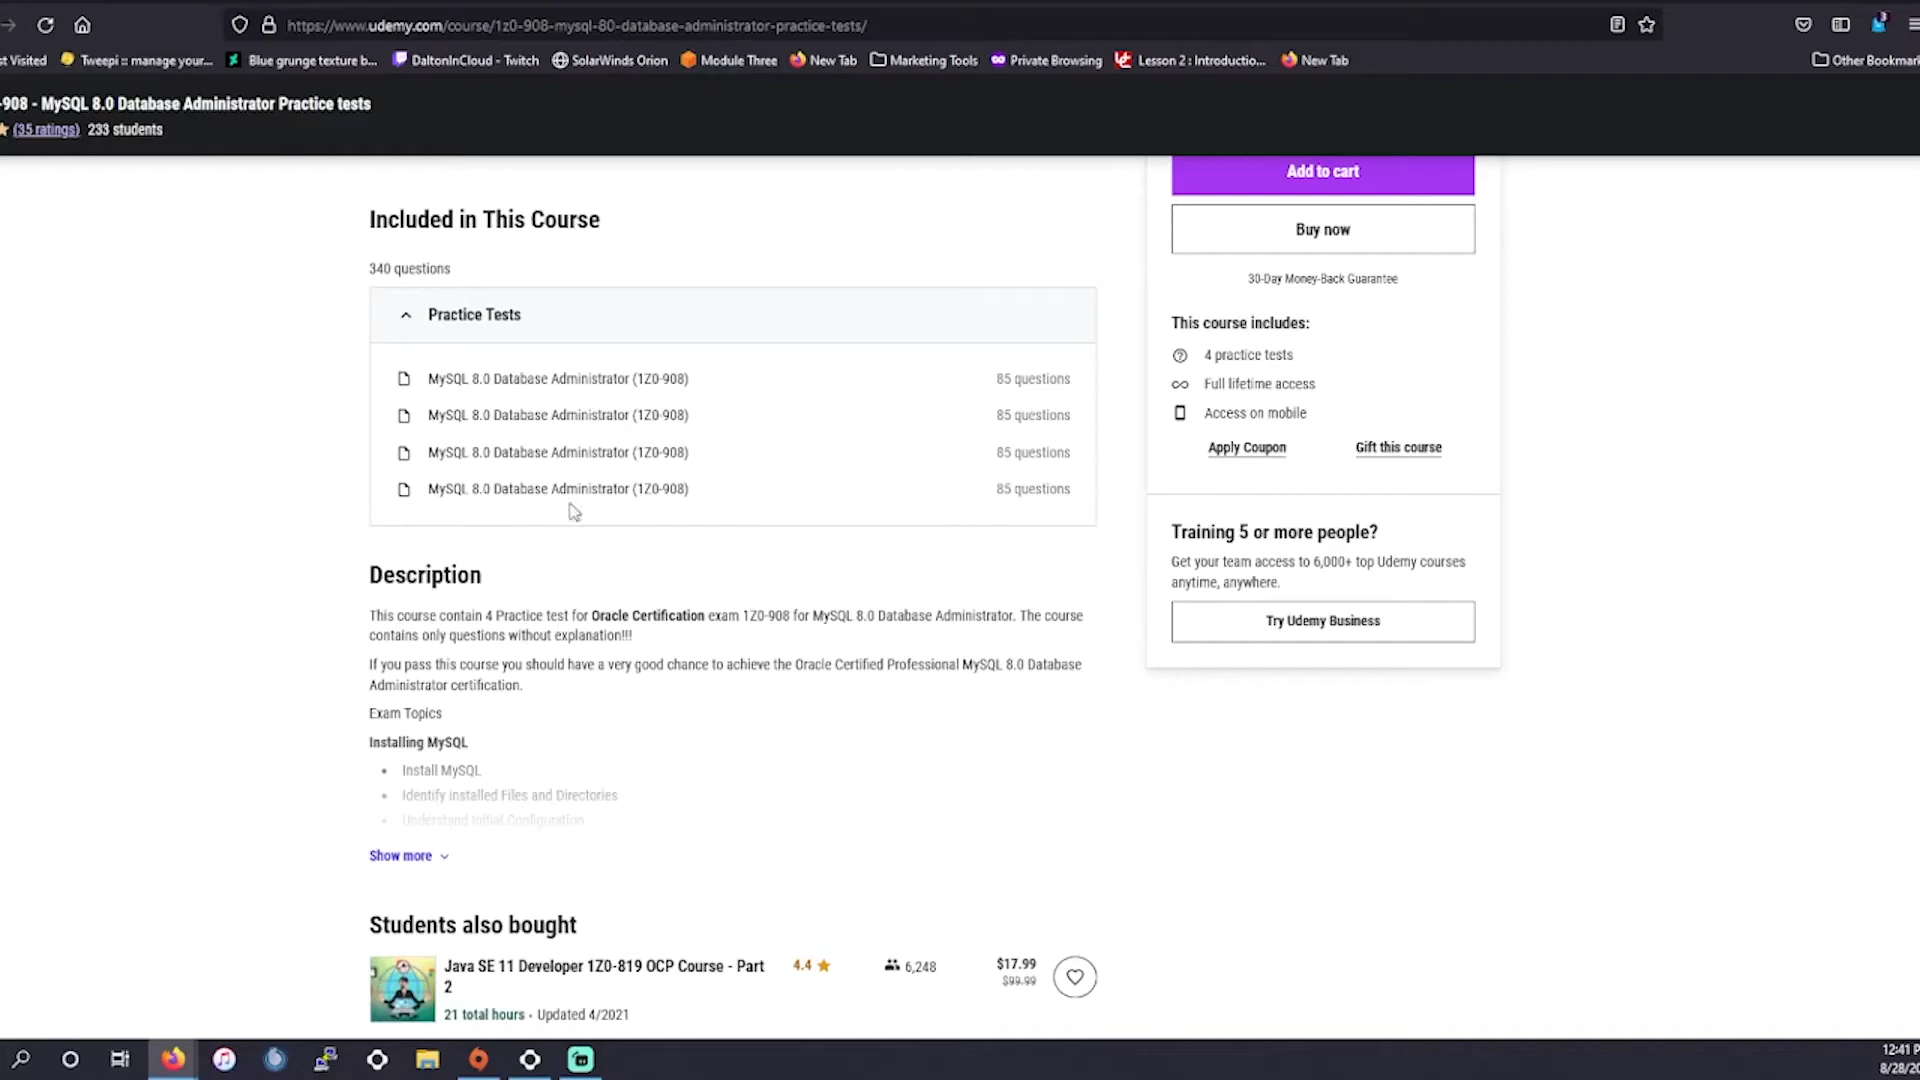 https://www.udemy.com/course/1z0-908-mysql-80-database-administrator-practice-tests/
3
st Visited Tweepi :: manage your... Blue grunge texture b... DaltonInCloud - Twitch SolarWinds Orion Module Three New Tab Marketing Tools Private Browsing UC Lesson 2 : Introductio... New Tab Other Bookmark
-908 - MySQL 8.0 Database Administrator Practice tests
(35 ratings) 233 students
Add to cart
Buy now
30-Day Money-Back Guarantee
This course includes:
4 practice tests
Full lifetime access
Access on mobile
Apply Coupon Gift this course
Training 5 or more people?
Get your team access to 6,000+ top Udemy courses
anytime, anywhere.
Try Udemy Business
Included in This Course
340 questions
Practice Tests
MySQL 8.0 Database Administrator (1Z0-908) 85 questions
MySQL 8.0 Database Administrator (1Z0-908) 85 questions
MySQL 8.0 Database Administrator (1Z0-908) 85 questions
MySQL 8.0 Database Administrator (1Z0-908) 85 questions
Description
This course contain 4 Practice test for Oracle Certification exam 1Z0-908 for MySQL 8.0 Database Administrator. The course
contains only questions without explanation!!!
If you pass this course you should have a very good chance to achieve the Oracle Certified Professional MySQL 8.0 Database
Administrator certification.
Exam Topics
Installing MySQL
• Install MySQL
• Identify installed Files and Directories
• Understand Initial Configuration
Show more
Students also bought
Java SE 11 Developer 1Z0-819 OCP Course - Part
2
4.4 6,248 $17.99
$99.99
21 total hours • Updated 4/2021
12:41 P
8/28/20